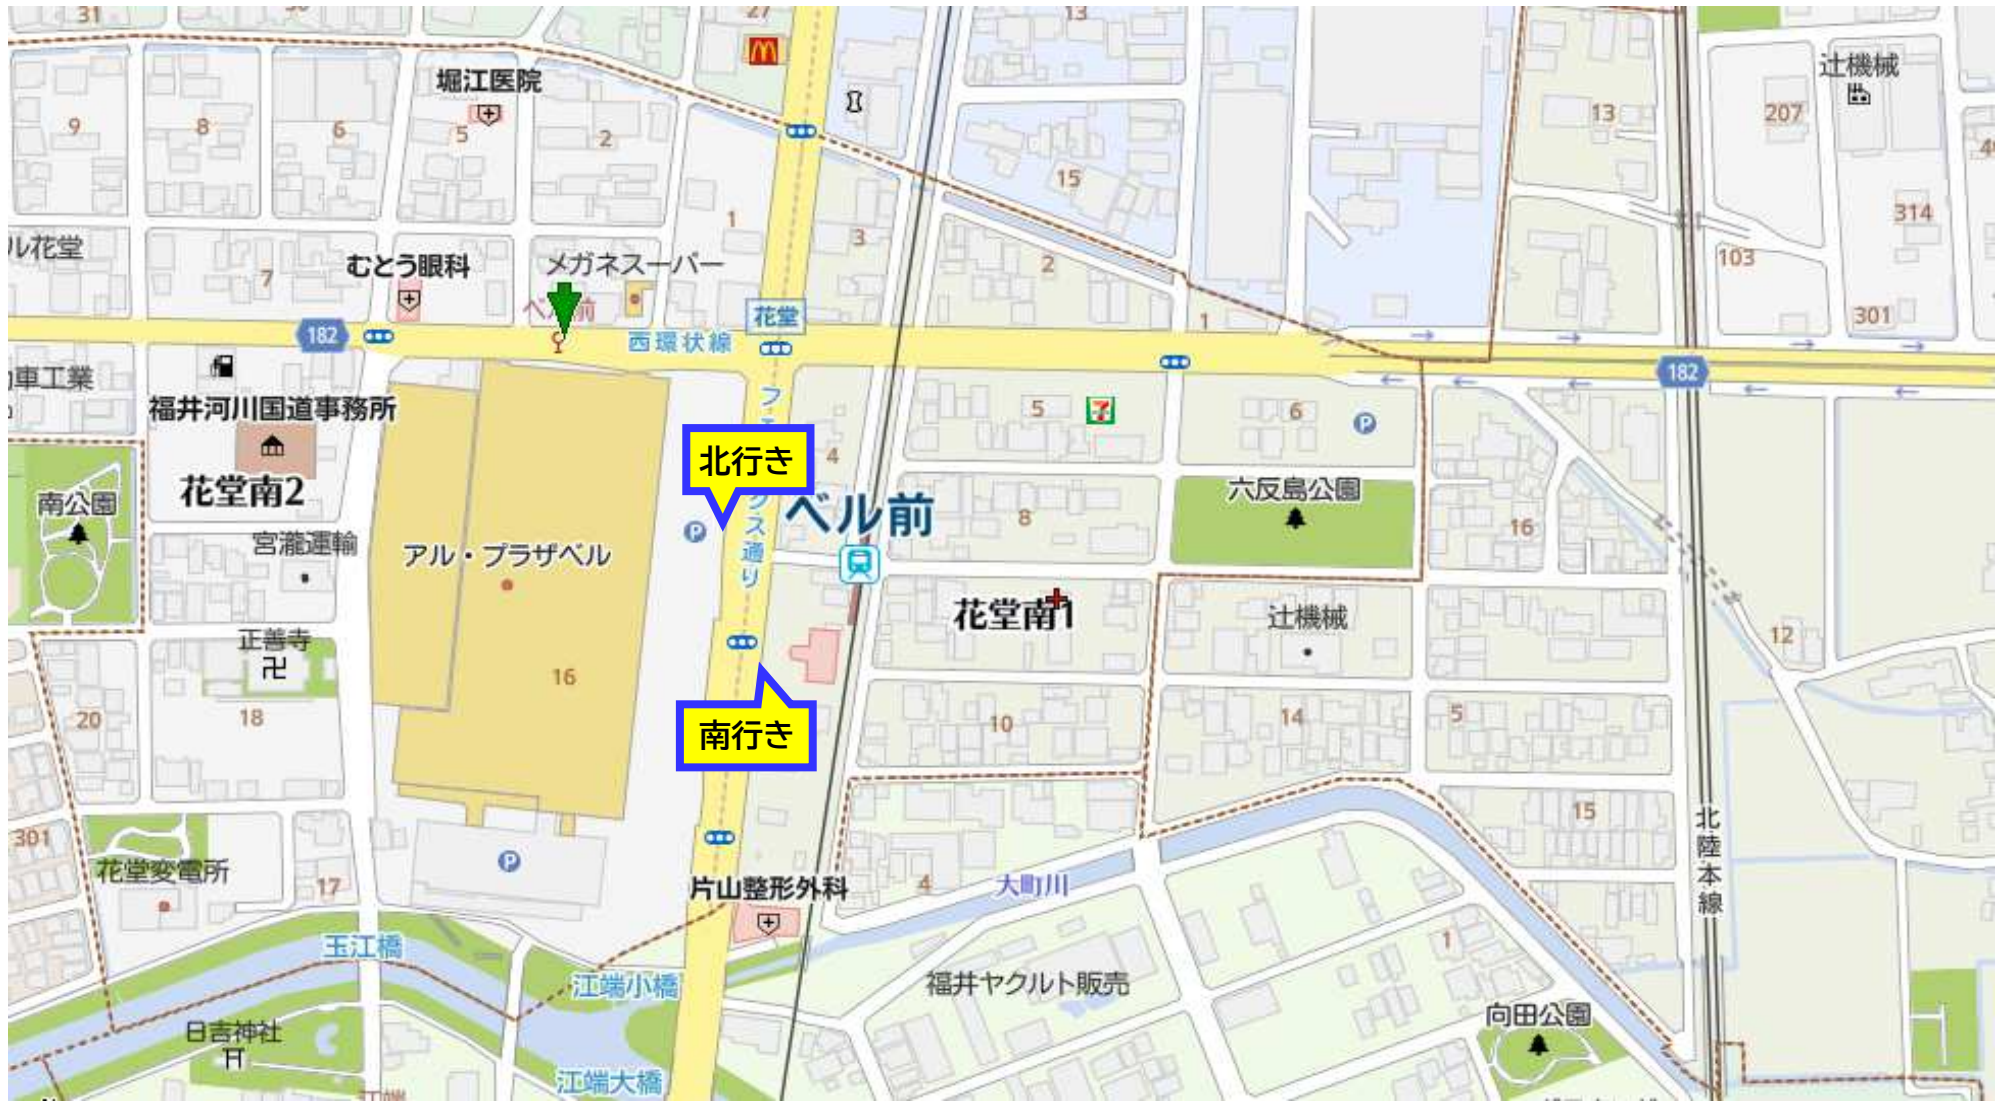 31
27
13
辻機械
堀江医院
9
8
6
5
2
13
207
15
314
1
3
ル花堂
7
むとう眼科
メガネスーパー
2
103
花堂
1
301
182
西環状線
182
車工業
福井河川国道事務所
5
7
6
P
北行き
4
花堂南2
南公園
六反島公園
ベル前
8
16
P
宮瀧運輸
アル・プラザベル
ス通り
花堂南1
辻機械
12
正善寺
卍
16
20
18
南行き
10
14
5
301
15
北陸本線
花堂変電所
P
17
片山整形外科
4
大町川
玉江橋
1
江端小橋
福井ヤクルト販売
向田公園
日吉神社
江端大橋